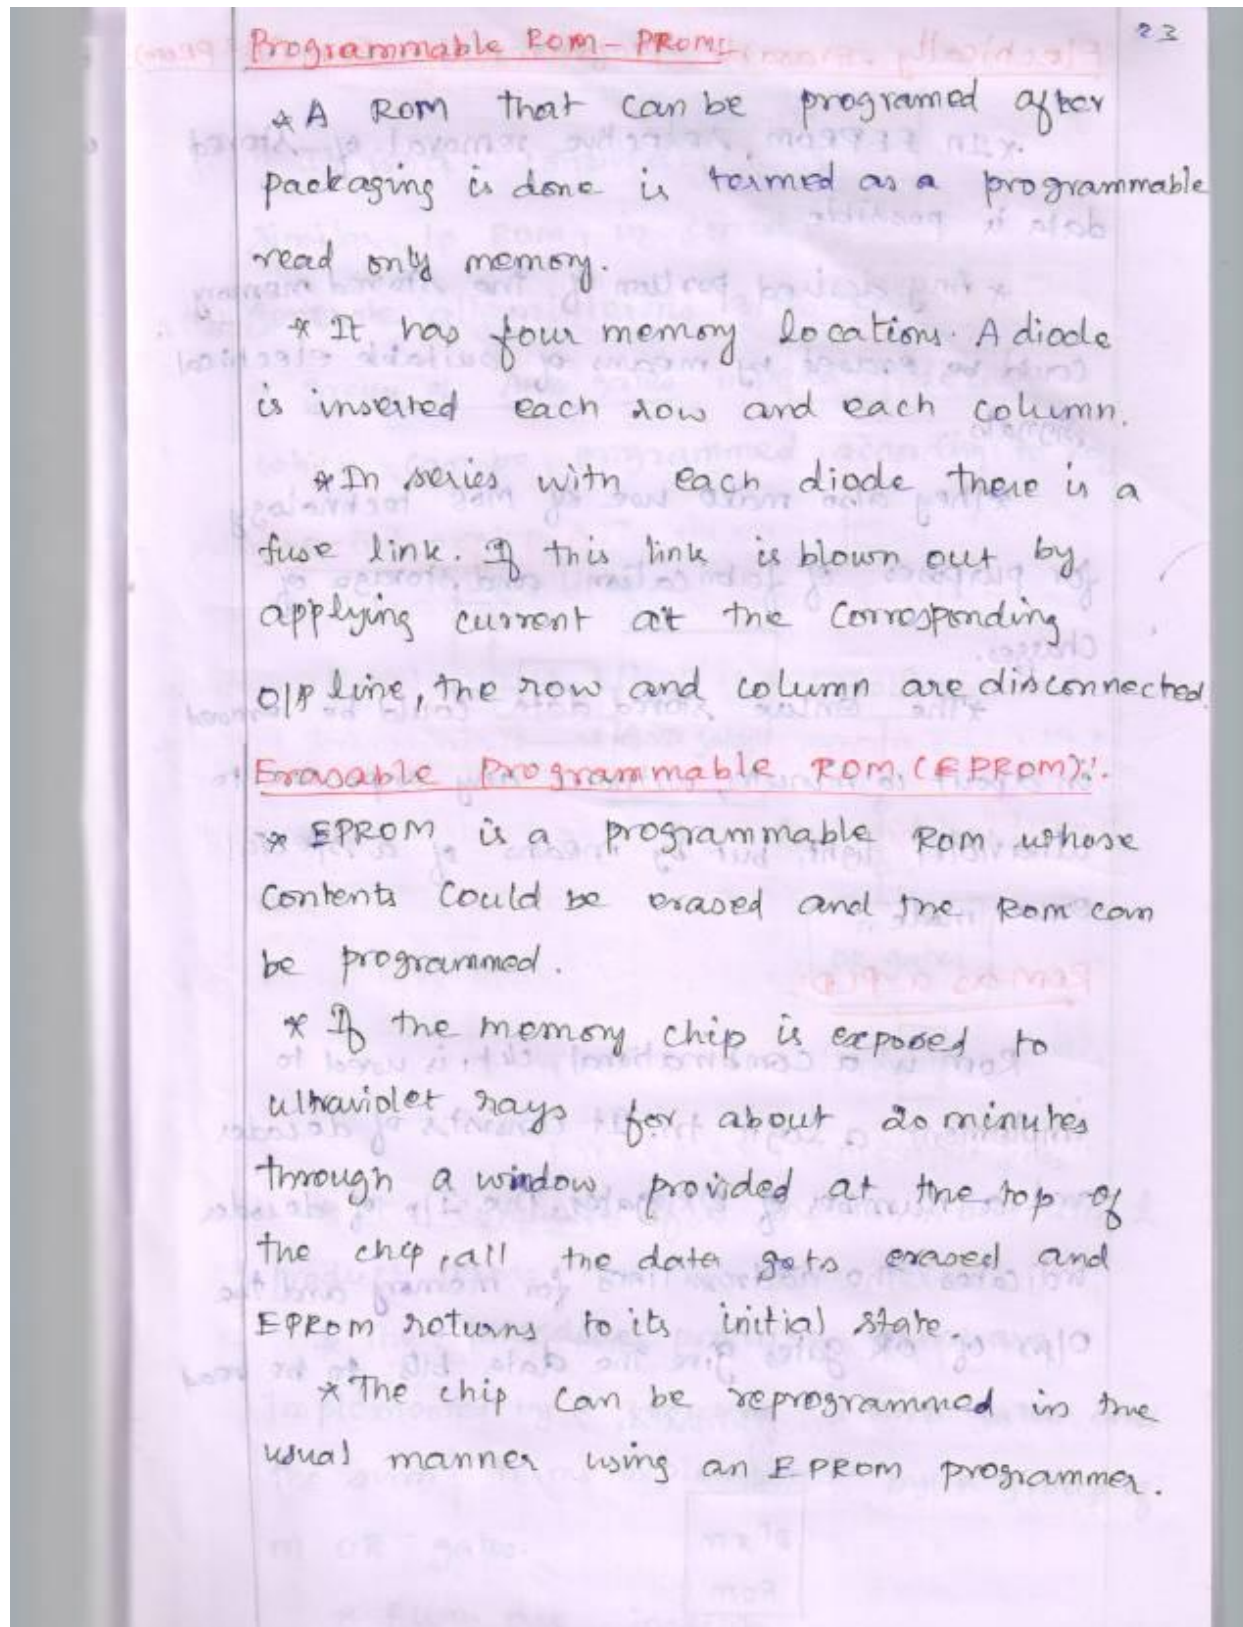 23
Programmable ROM - PROMs
* A ROM that can be programed after
packaging is done is termed as a programmable
read only memory.
* It has four memory location. A diode
is inserted each row and each column.
* In series with each diode there is a
fuse link. If this link is blown out by
applying current at the corresponding
O/P line, the row and column are disconnected.
Erasable Programmable ROM (EPROM):
* EPROM is a programmable ROM whose
contents could be erased and the ROM can
be programmed.
* If the memory chip is exposed to
ultraviolet rays for about 20 minutes
through a window provided at the top of
the chip, all the data gets erased and
EPROM returns to its initial state.
* The chip can be reprogrammed in the
usual manner using an EPROM programmer.